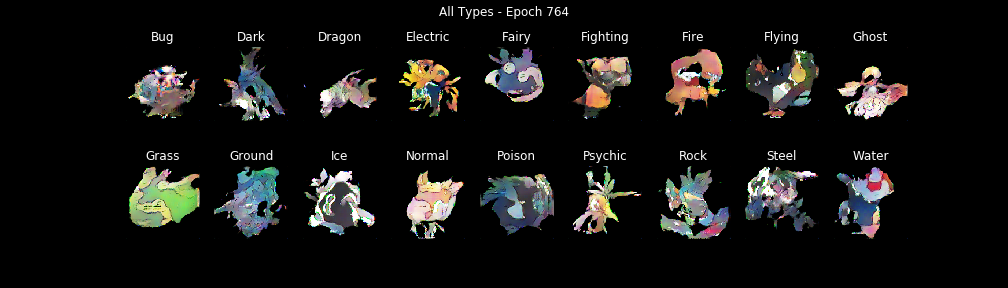 All Types - Epoch 764
Bug Dark Dragon Electric Fairy Fighting Fire Flying Ghost
Grass Ground Ice Normal Poison Psychic Rock Steel Water